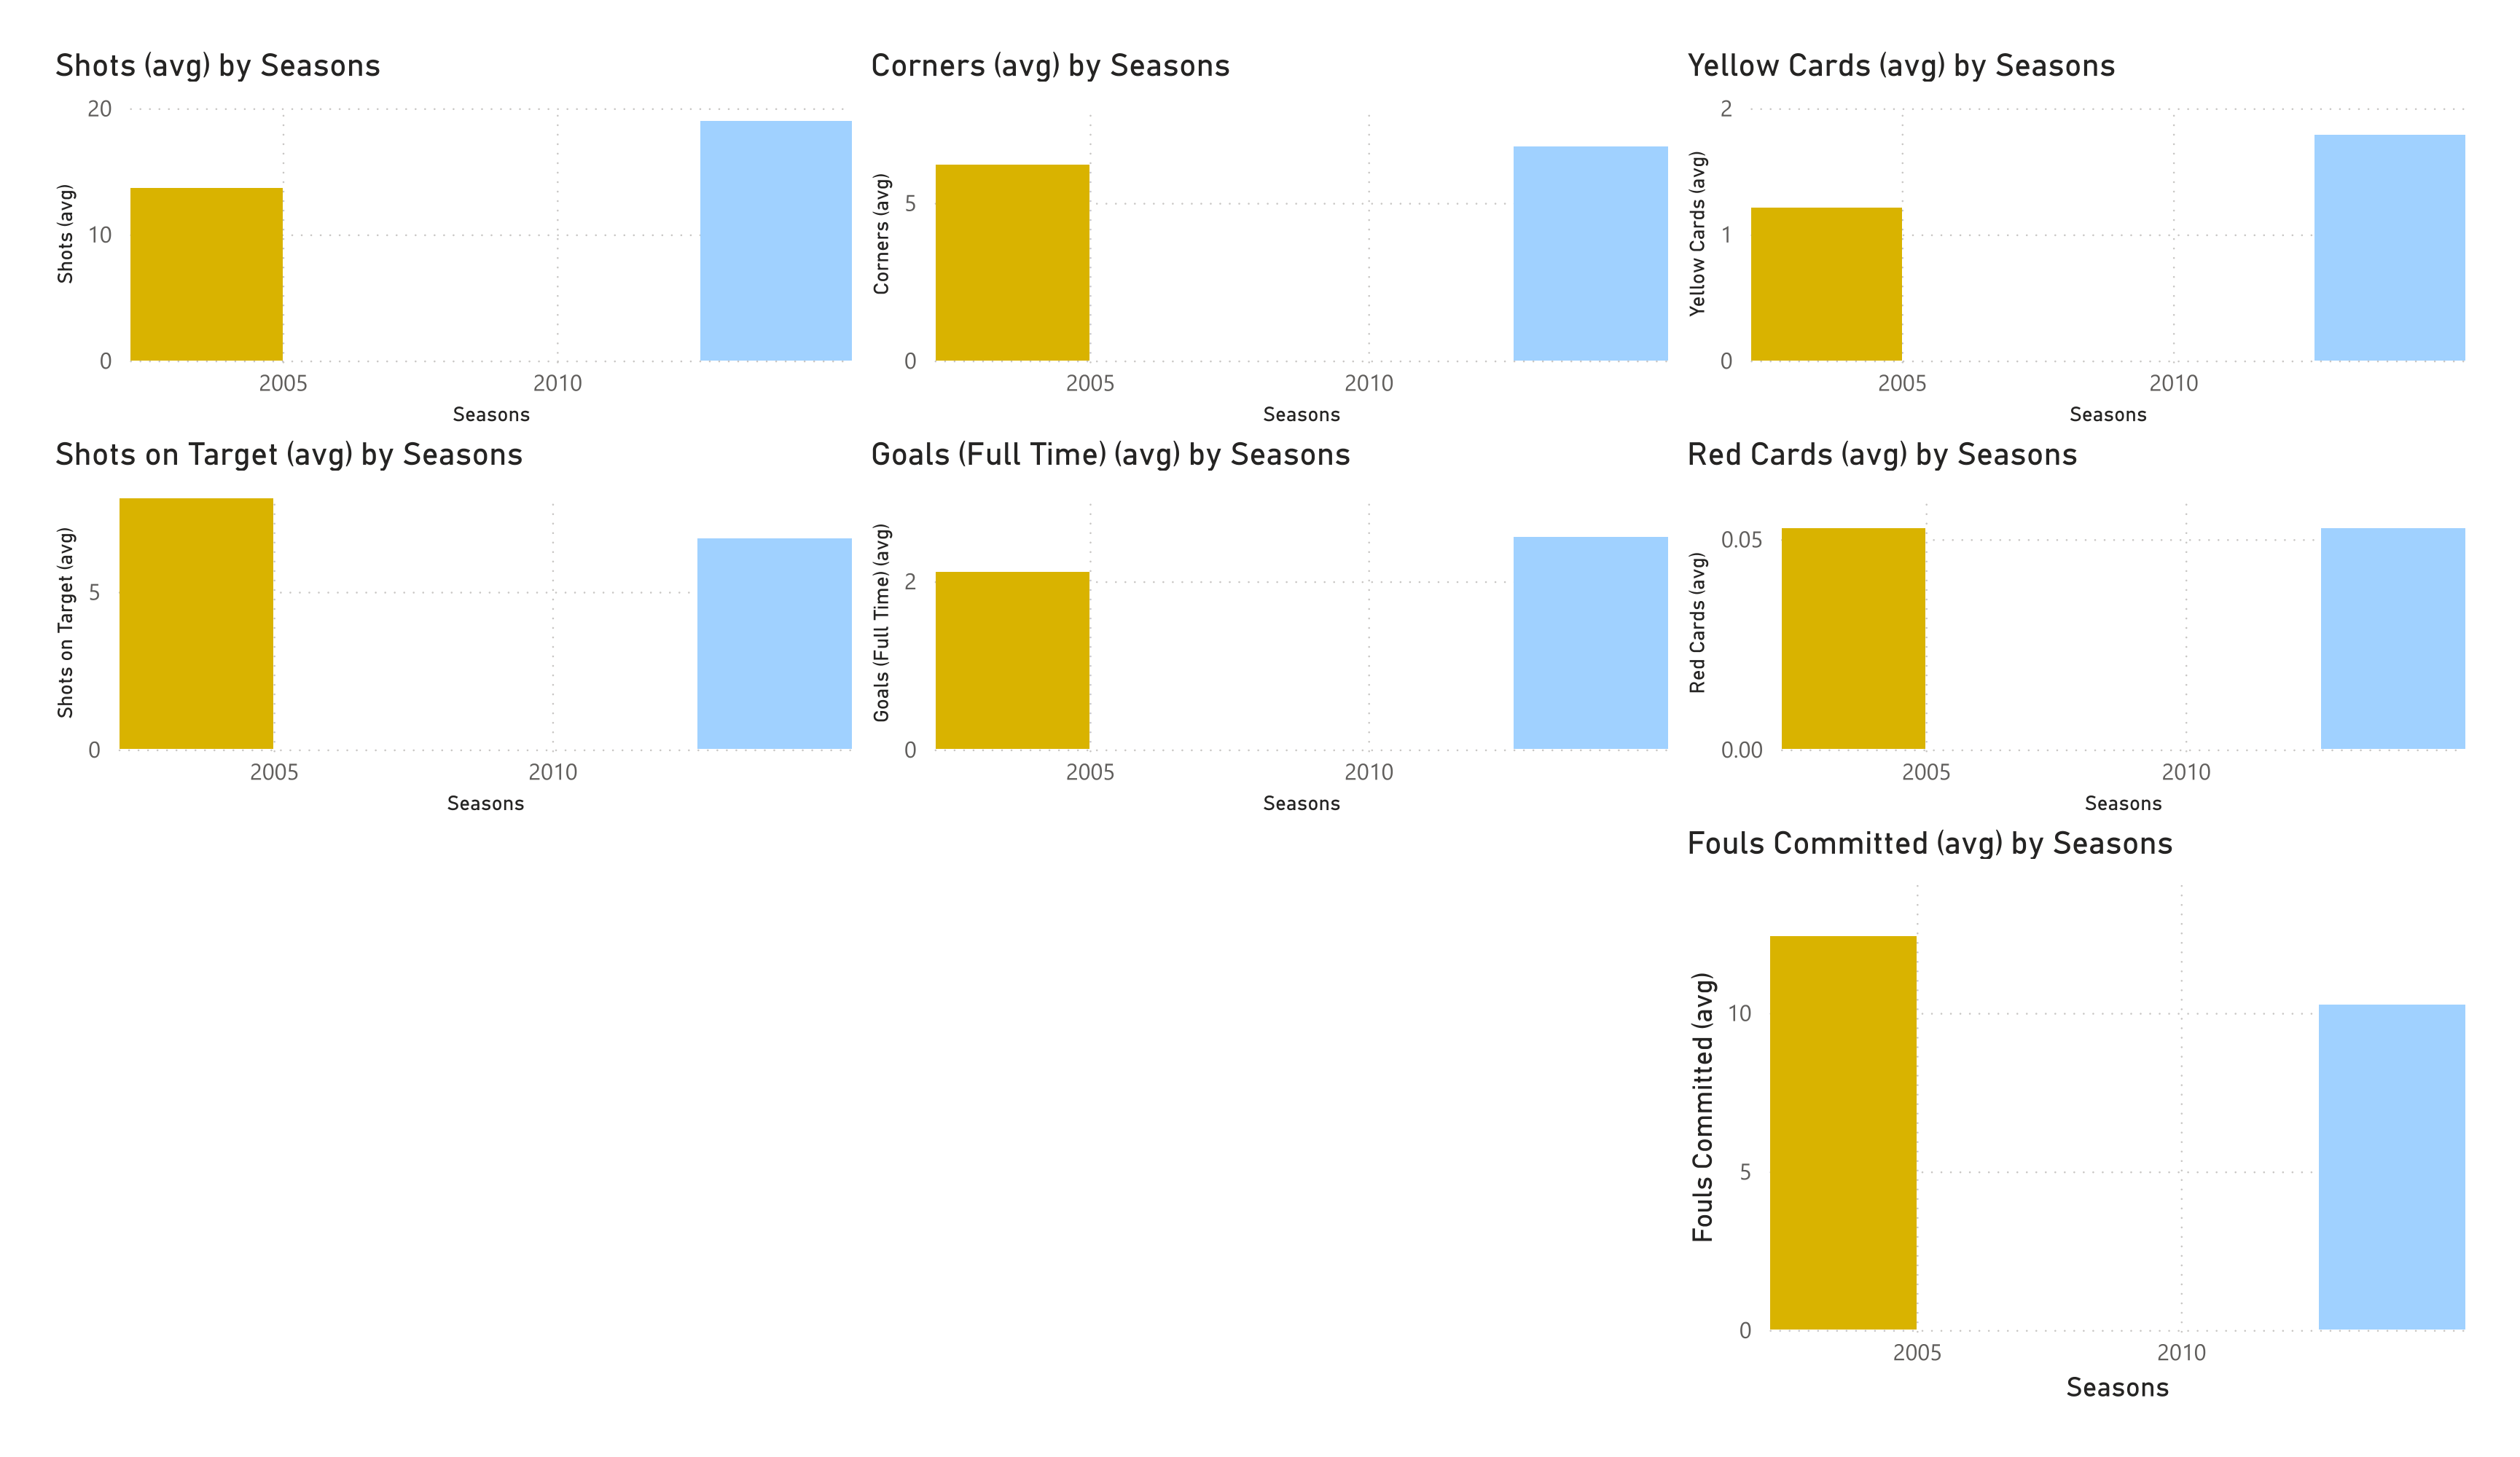 Shots (avg) by Seasons
Shots (avg)
20
10
0
2005 2010
Seasons
Corners (avg) by Seasons
Corners (avg)
5
0
2005 2010
Seasons
Yellow Cards (avg) by Seasons
Yellow Cards (avg)
2
1
0
2005 2010
Seasons
Shots on Target (avg) by Seasons
Shots on Target (avg)
5
0
2005 2010
Seasons
Goals (Full Time) (avg) by Seasons
Goals (Full Time) (avg)
2
0
2005 2010
Seasons
Red Cards (avg) by Seasons
Red Cards (avg)
0.05
0.00
2005 2010
Seasons
Fouls Committed (avg) by Seasons
Fouls Committed (avg)
10
5
0
2005 2010
Seasons